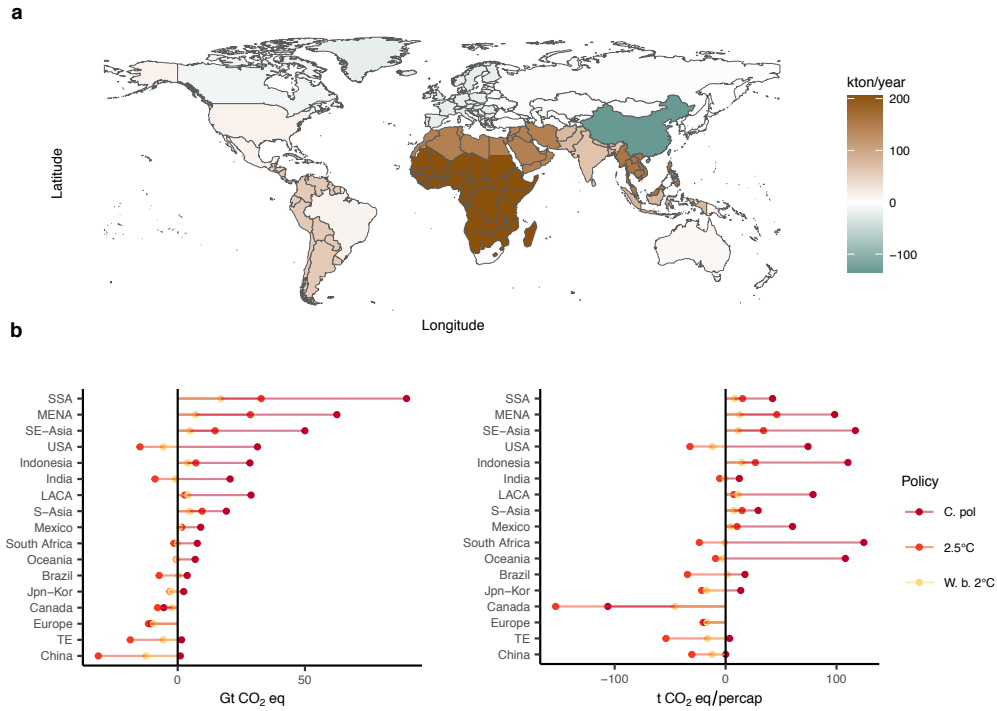 a
Latitude
Longitude
kton/year
200
100
0
−100
b
SSA
MENA
SE−Asia
USA
Indonesia
India
LACA
S−Asia
Mexico
South Africa
Oceania
Brazil
Jpn−Kor
Canada
Europe
TE
China
0
50
Gt CO₂ eq
SSA
MENA
SE−Asia
USA
Indonesia
India
LACA
S−Asia
Mexico
South Africa
Oceania
Brazil
Jpn−Kor
Canada
Europe
TE
China
−100
0
100
t CO₂ eq/percap
Policy
C. pol
2.5°C
W. b. 2°C